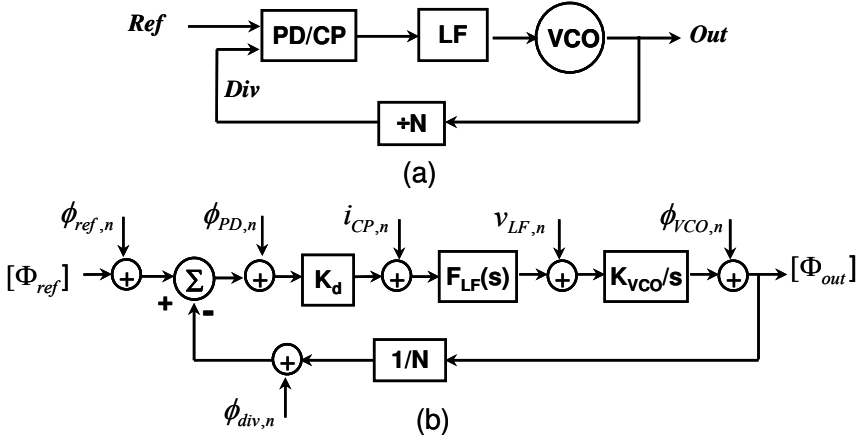 Ref
PD/CP
LF
VCO
Out
Div
÷N
(a)
ϕref,n
ϕPD,n
iCP,n
vLF,n
ϕVCO,n
[Φref]
+
Σ
+
Kd
+
FLF(s)
+
KVCO/s
+
[Φout]
+
-
+
1/N
ϕdiv,n
(b)